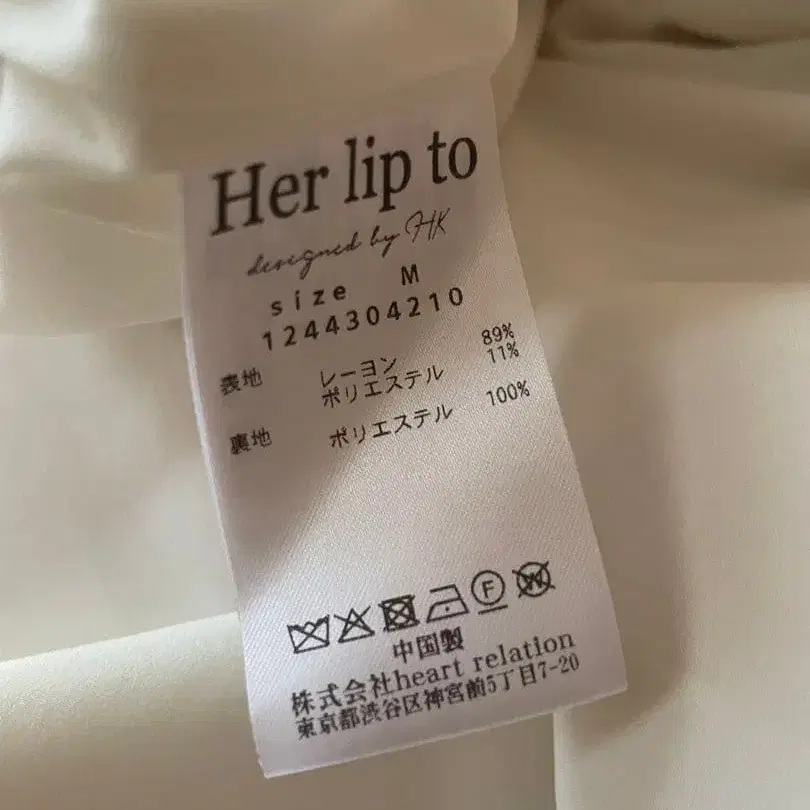 Her lip to
designed by HK
size M
1244304210
表地 レーヨン 89%
ポリエステル 11%
裏地 ポリエステル 100%
F W
中国製
株式会社heart relation
東京都渋谷区神宮前5丁目7-20